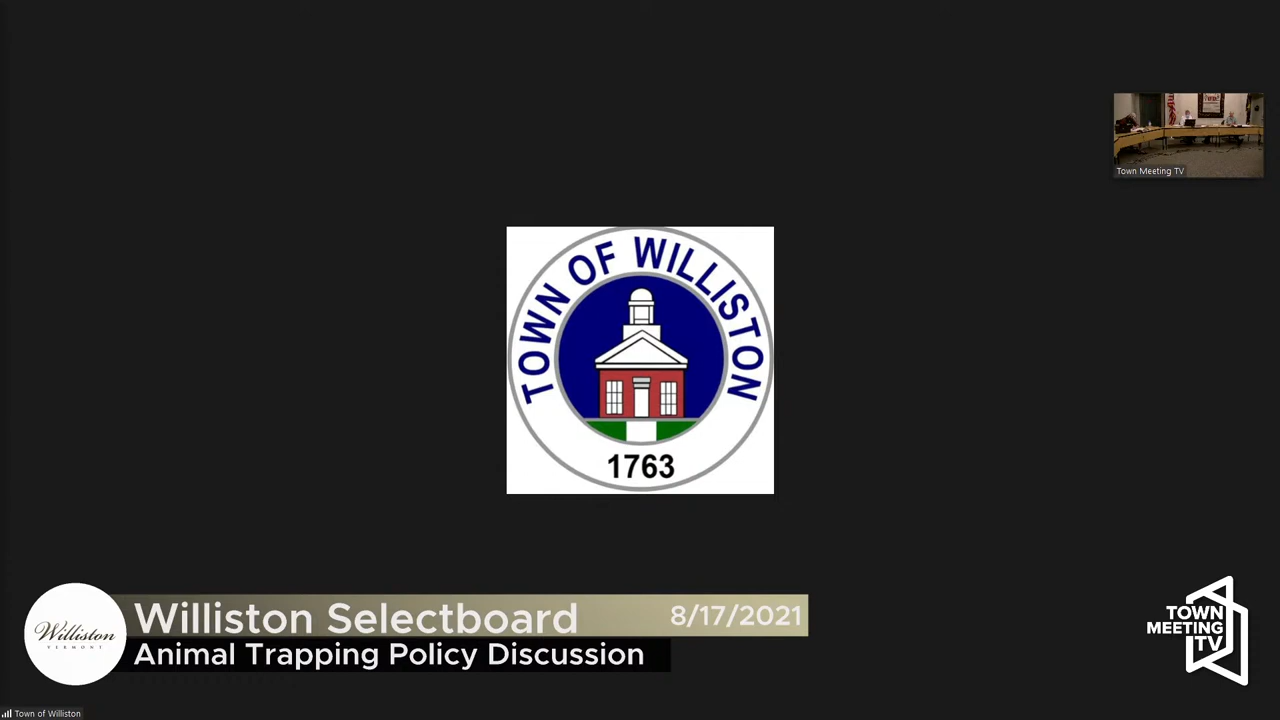 Town Meeting TV
TOWN OF WILLISTON
1763
Williston Selectboard
8/17/2021
Animal Trapping Policy Discussion
Williston
VERMONT
TOWN
MEETING
TV
Town of Williston